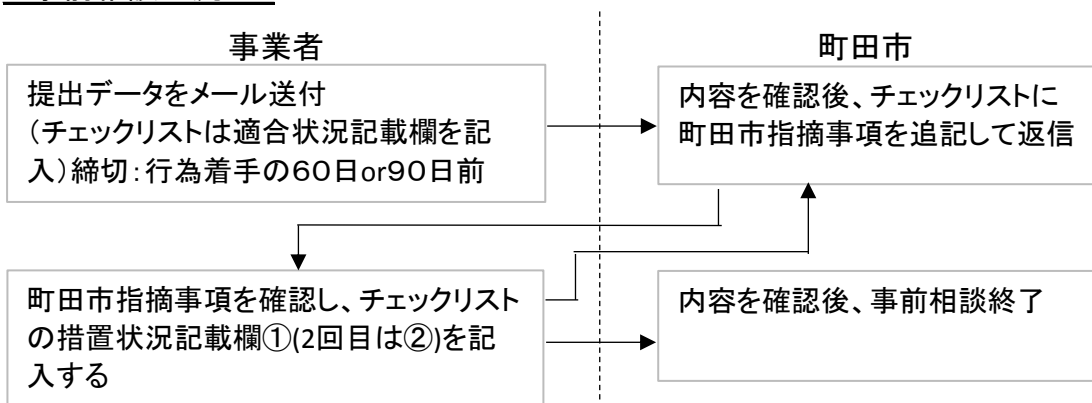 事業者
町田市
提出データをメール送付
(チェックリストは適合状況記載欄を記
入)締切:行為着手の60日or90日前
内容を確認後、チェックリストに
町田市指摘事項を追記して返信
町田市指摘事項を確認し、チェックリスト
の措置状況記載欄①(2回目は②)を記
入する
内容を確認後、事前相談終了